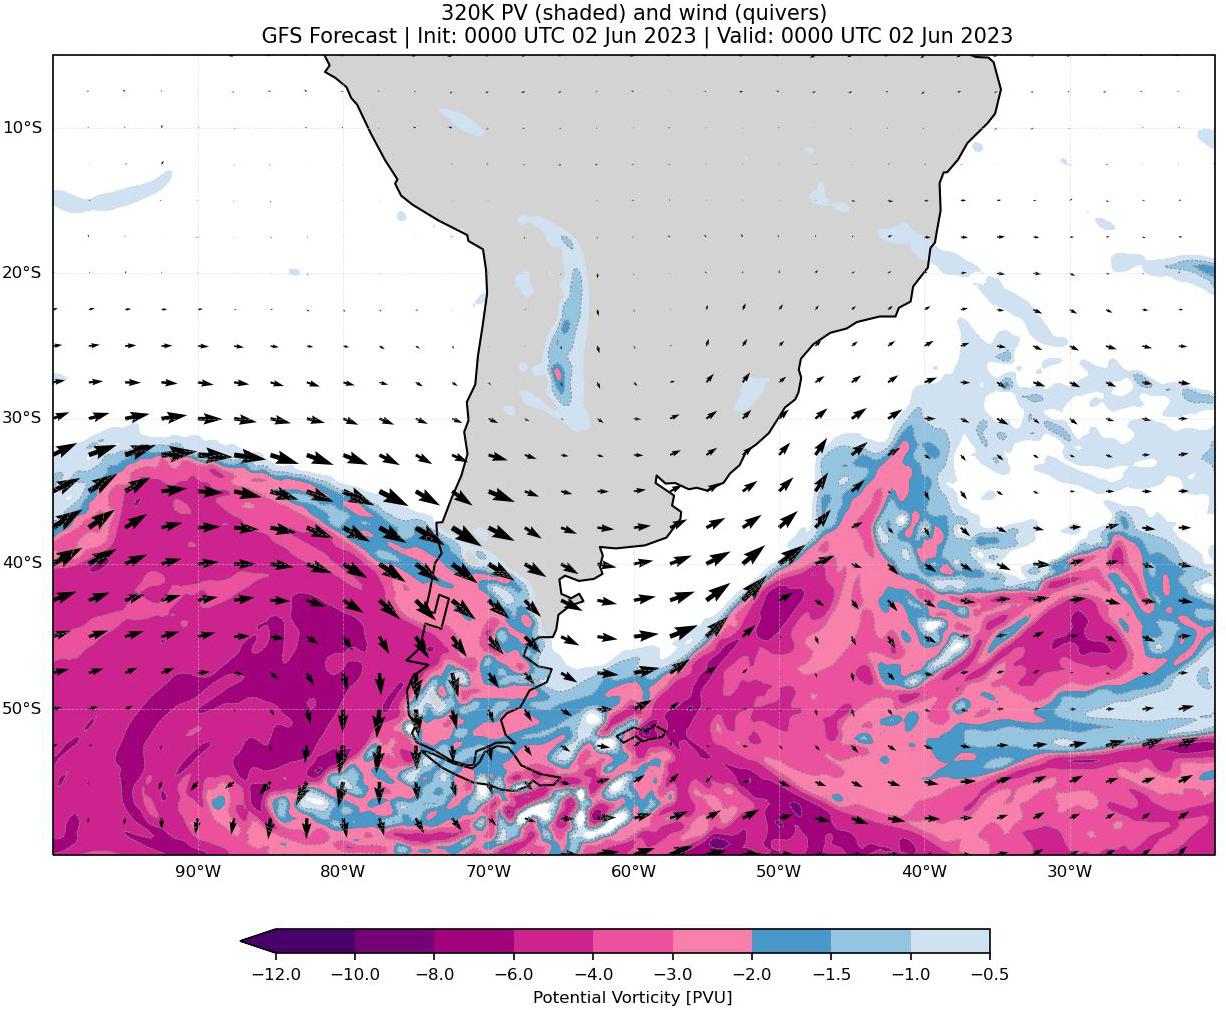 320K PV (shaded) and wind (quivers)
GFS Forecast | Init: 0000 UTC 02 Jun 2023 | Valid: 0000 UTC 02 Jun 2023
10°S
20°S
30°S
40°S
50°S
90°W 80°W 70°W 60°W 50°W 40°W 30°W
−12.0 −10.0 −8.0 −6.0 −4.0 −3.0 −2.0 −1.5 −1.0 −0.5
Potential Vorticity [PVU]